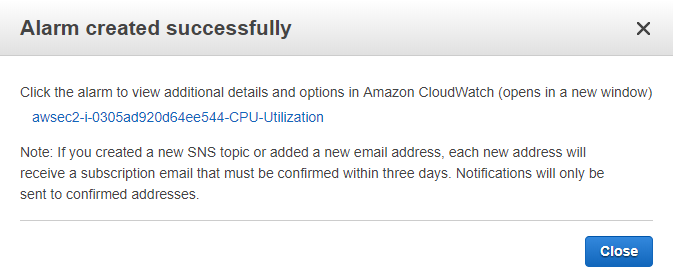 Alarm created successfully
Click the alarm to view additional details and options in Amazon CloudWatch (opens in a new window)
awsec2-i-0305ad920d64ee544-CPU-Utilization
Note: If you created a new SNS topic or added a new email address, each new address will
receive a subscription email that must be confirmed within three days. Notifications will only be
sent to confirmed addresses.
Close